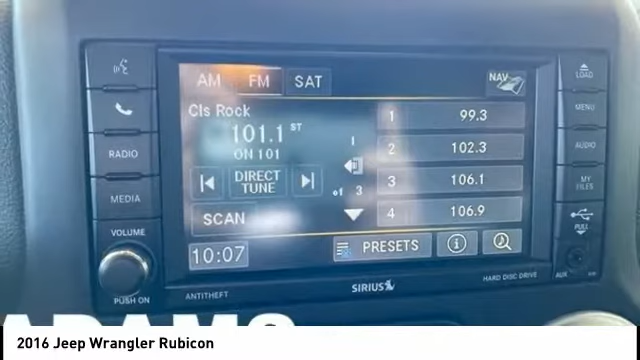 AM FM SAT NAV
Cls Rock
101.1 ST
ON 101
DIRECT
TUNE
SCAN
10:07
1
of 3
1 99.3
2 102.3
3 106.1
4 106.9
PRESETS
RADIO
MEDIA
VOLUME
PUSH ON
ANTITHEFT
SIRIUS
HARD DISC DRIVE
LOAD
MENU
AUDIO
MY
FILES
PULL
AUX
ADAMS
2016 Jeep Wrangler Rubicon